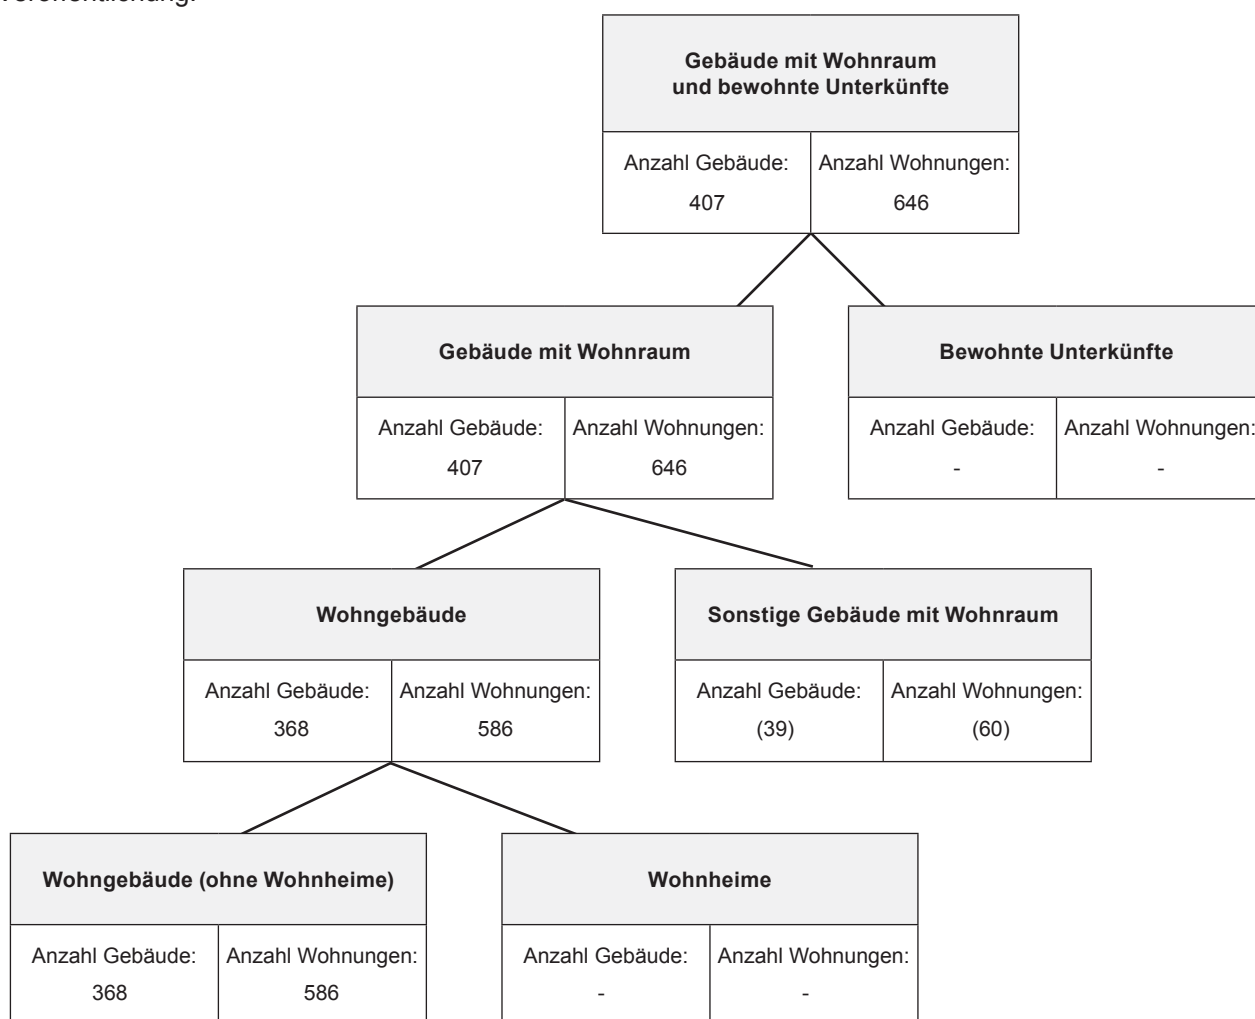 Veröffentlichung.
Gebäude mit Wohnraum
und bewohnte Unterkünfte
Anzahl Gebäude: Anzahl Wohnungen:
407 646
Gebäude mit Wohnraum Bewohnte Unterkünfte
Anzahl Gebäude: Anzahl Wohnungen: Anzahl Gebäude: Anzahl Wohnungen:
407 646 - -
Wohngebäude Sonstige Gebäude mit Wohnraum
Anzahl Gebäude: Anzahl Wohnungen: Anzahl Gebäude: Anzahl Wohnungen:
368 586 (39) (60)
Wohngebäude (ohne Wohnheime) Wohnheime
Anzahl Gebäude: Anzahl Wohnungen: Anzahl Gebäude: Anzahl Wohnungen:
368 586 - -